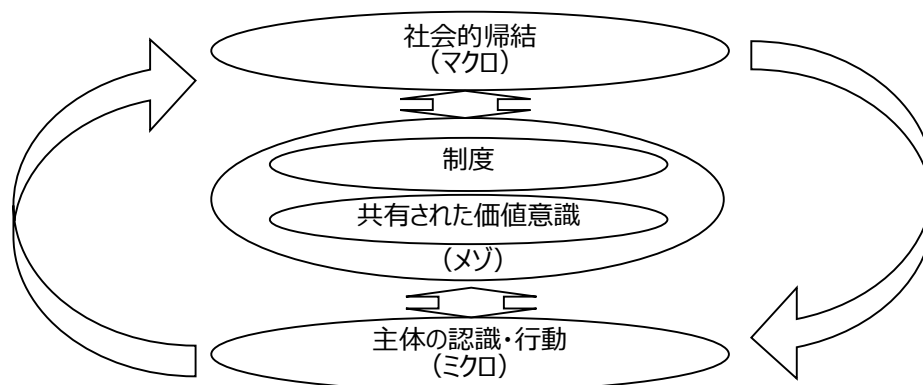 社会的帰結
（マクロ）
制度
共有された価値意識
（メゾ）
主体の認識・行動
（ミクロ）